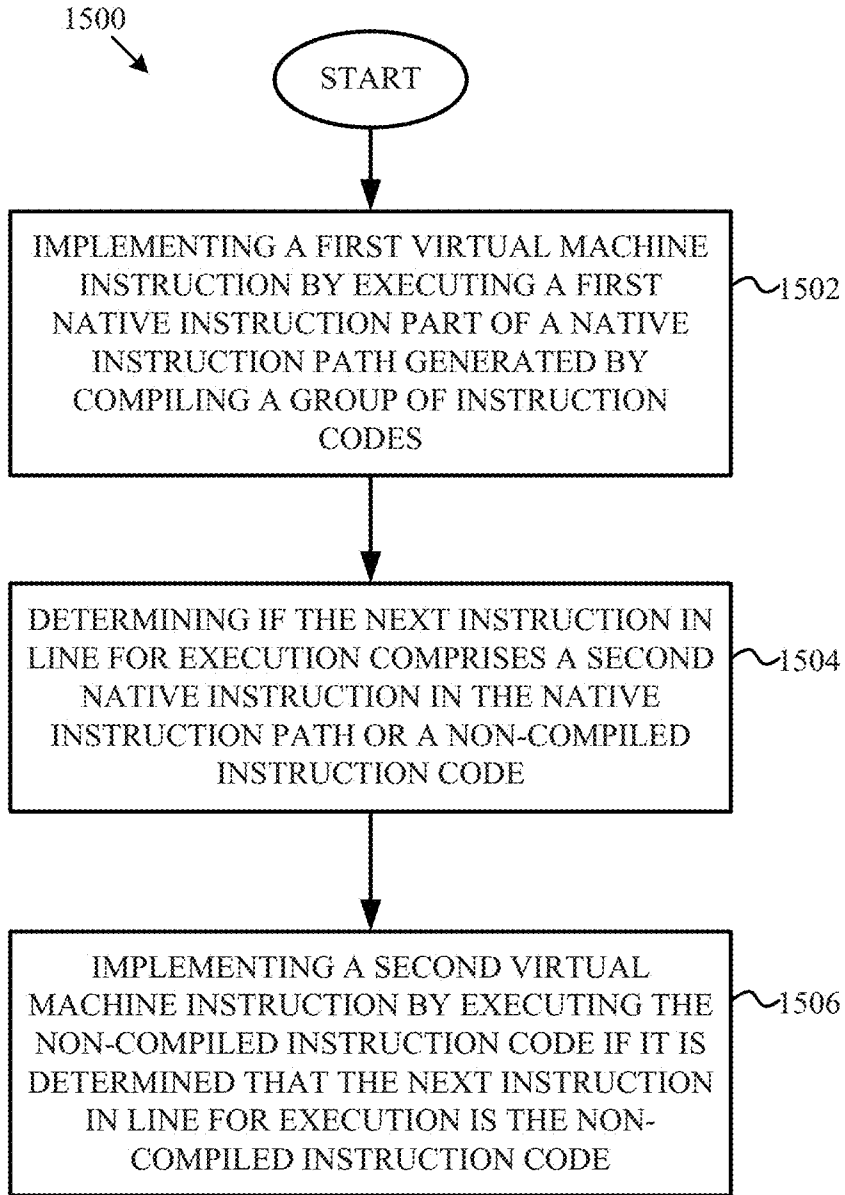 1500
START
IMPLEMENTING A FIRST VIRTUAL MACHINE
INSTRUCTION BY EXECUTING A FIRST
NATIVE INSTRUCTION PART OF A NATIVE
INSTRUCTION PATH GENERATED BY
COMPILING A GROUP OF INSTRUCTION
CODES
1502
DETERMINING IF THE NEXT INSTRUCTION IN
LINE FOR EXECUTION COMPRISES A SECOND
NATIVE INSTRUCTION IN THE NATIVE
INSTRUCTION PATH OR A NON-COMPILED
INSTRUCTION CODE
1504
IMPLEMENTING A SECOND VIRTUAL
MACHINE INSTRUCTION BY EXECUTING THE
NON-COMPILED INSTRUCTION CODE IF IT IS
DETERMINED THAT THE NEXT INSTRUCTION
IN LINE FOR EXECUTION IS THE NON-
COMPILED INSTRUCTION CODE
1506